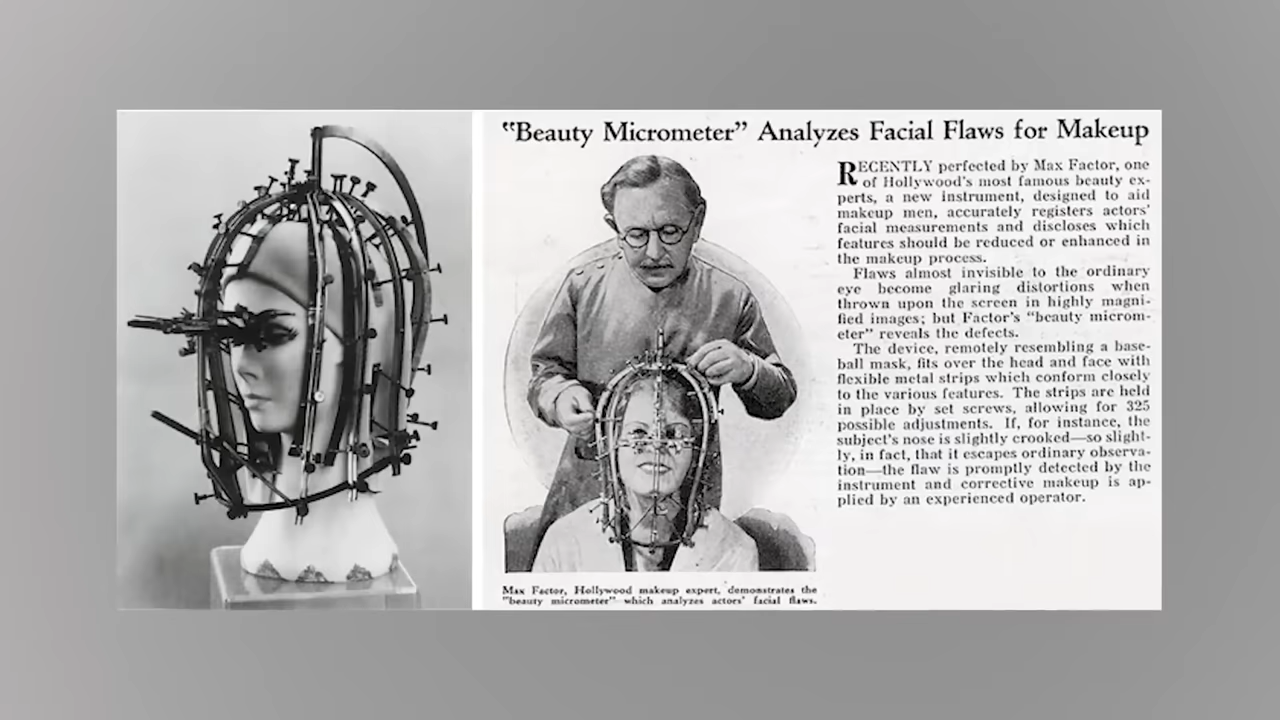 "Beauty Micrometer" Analyzes Facial Flaws for Makeup
RECENTLY perfected by Max Factor, one
of Hollywood's most famous beauty ex-
perts, a new instrument, designed to aid
makeup men, accurately registers actors'
facial measurements and discloses which
features should be reduced or enhanced in
the makeup process.
Flaws almost invisible to the ordinary
eye become glaring distortions when
thrown upon the screen in highly magni-
fied images; but Factor's "beauty microm-
eter" reveals the defects.
The device, remotely resembling a base-
ball mask, fits over the head and face with
flexible metal strips which conform closely
to the various features. The strips are held
in place by set screws, allowing for 325
possible adjustments. If, for instance, the
subject's nose is slightly crooked—so slight-
ly, in fact, that it escapes ordinary observa-
tion—the flaw is promptly detected by the
instrument and corrective makeup is ap-
plied by an experienced operator.
Max Factor, Hollywood makeup expert, demonstrates the
"beauty micrometer" which analyzes actors' facial flaws.